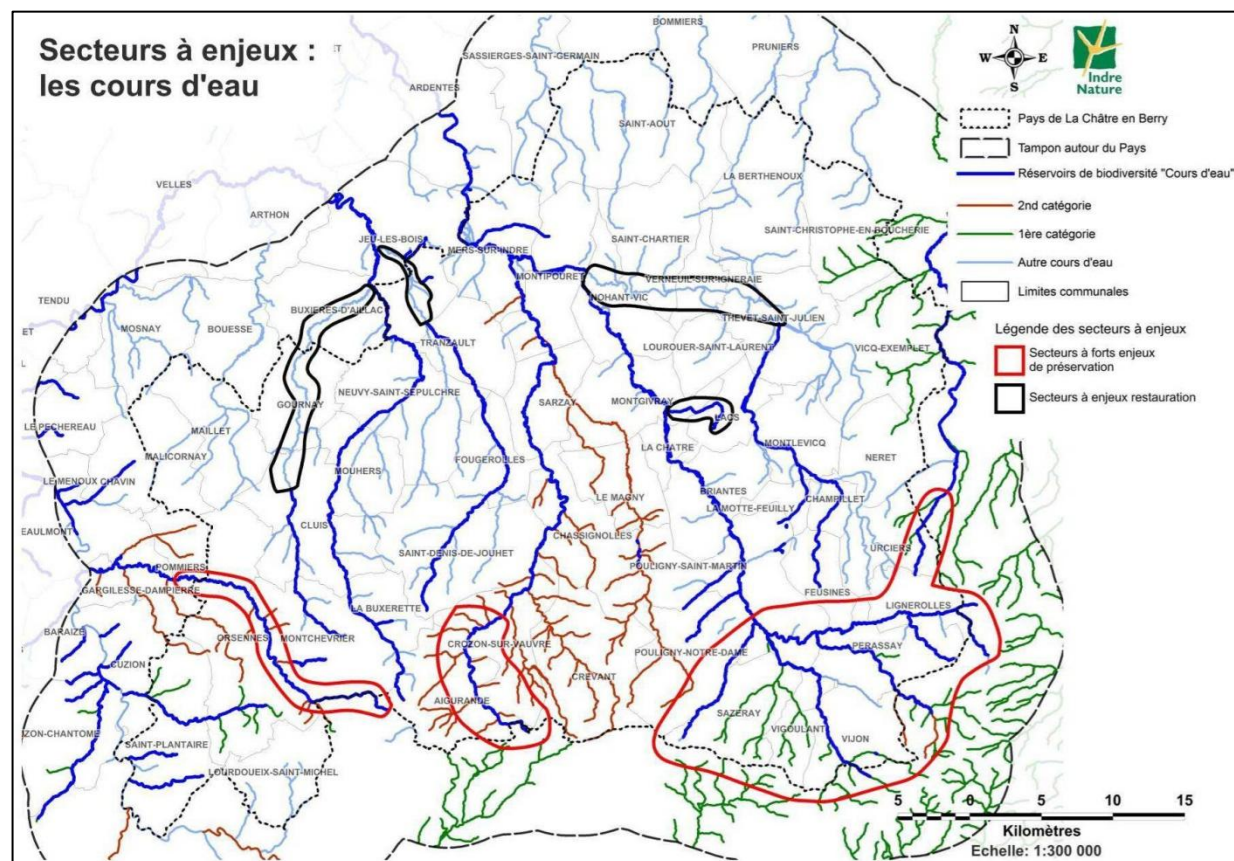 Secteurs à enjeux :
les cours d'eau
N
W E
S
Indre
Nature
Pays de La Châtre en Berry
Tampon autour du Pays
Réservoirs de biodiversité "Cours d'eau"
2nd catégorie
1ère catégorie
Autre cours d'eau
Limites communales
Légende des secteurs à enjeux
Secteurs à forts enjeux
de préservation
Secteurs à enjeux restauration
BOMMIERS
SASSIERGES-SAINT-GERMAIN
PRUNIERS
ARDENTES
SAINT-AOUT
VELLES
LA BERTHENOUX
ARTHON
SAINT-CHRISTOPHE-EN-BOUCHERIE
JEU-LES-BOIS
SAINT-CHARTIER
MERS-SUR-INDRE
MONTIPOURET
VERNEUIL-SUR-IGNERAIE
NOHANT-VIC
TENDU
BUXIERES-D'AILLAC
THEVET-SAINT-JULIEN
MOSNAY
BOUESSE
TRANZAULT
LOUROUER-SAINT-LAURENT
VICQ-EXEMPLET
NEUVY-SAINT-SEPULCHRE
GOURNAY
SARZAY
MONTGIVRAY
LACS
LE PECHEREAU
MAILLET
LA CHATRE
MONTLEVICQ
MALICORNAY
FOUGEROLLES
NERET
MOUHERS
LE MENOUX
CHAVIN
BRIANTES
LE MAGNY
CHAMPILLET
LA MOTTE-FEUILLY
CLUIS
EAULMONT
CHASSIGNOLLES
URCIERS
SAINT-DENIS-DE-JOUHET
POMMIERS
POULIGNY-SAINT-MARTIN
GARGILESSE-DAMPIERRE
FEUSINES
LIGNEROLLES
LA BUXERETTE
BARAIZE
ORSENNES
MONTCHEVRIER
CROZON-SUR-VAUVRE
PERASSAY
POULIGNY-NOTRE-DAME
CUZION
CREVANT
AIGURANDE
SAZERAY
VIGOULANT
ZON-CHANTOME
VIJON
SAINT-PLANTAIRE
LOURDOUEIX-SAINT-MICHEL
5 0 5 10 15
Kilomètres
Echelle: 1:300 000